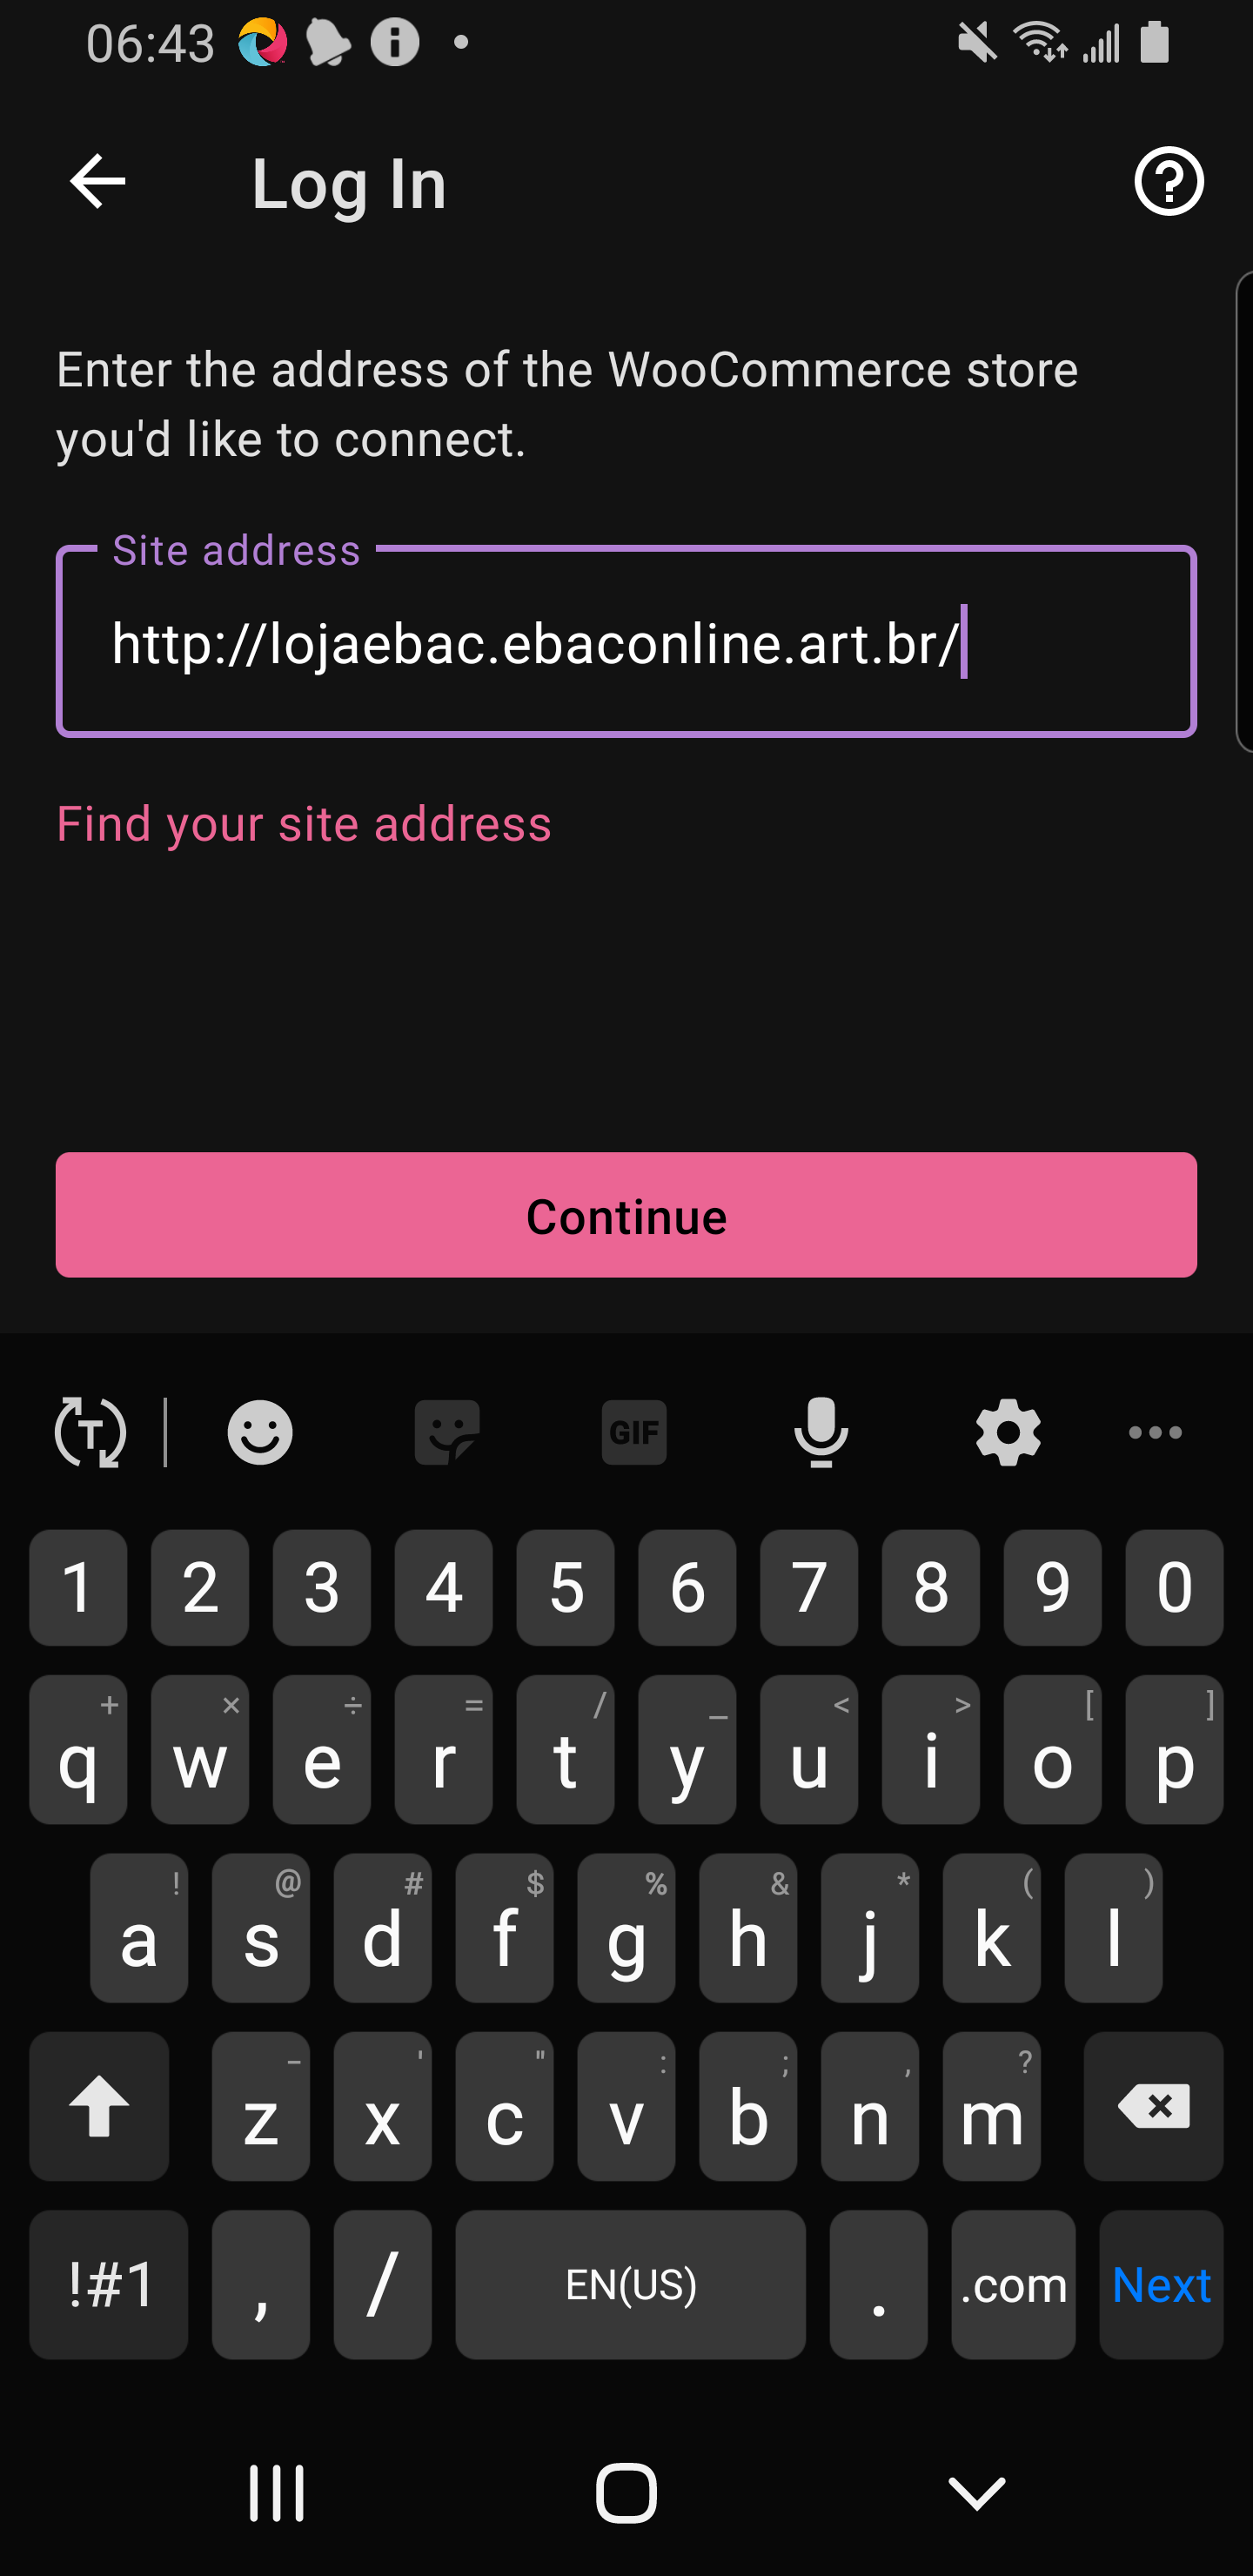 06:43
Log In
Enter the address of the WooCommerce store
you'd like to connect.
Site address
http://lojaebac.ebaconline.art.br/
Find your site address
Continue
T GIF
1 2 3 4 5 6 7 8 9 0
+ × ÷ = / _ < > [ ]
q w e r t y u i o p
! @ # $ % & * ( )
a s d f g h j k l
- ' " : ; , ?
z x c v b n m
!#1 , / EN(US) . .com Next